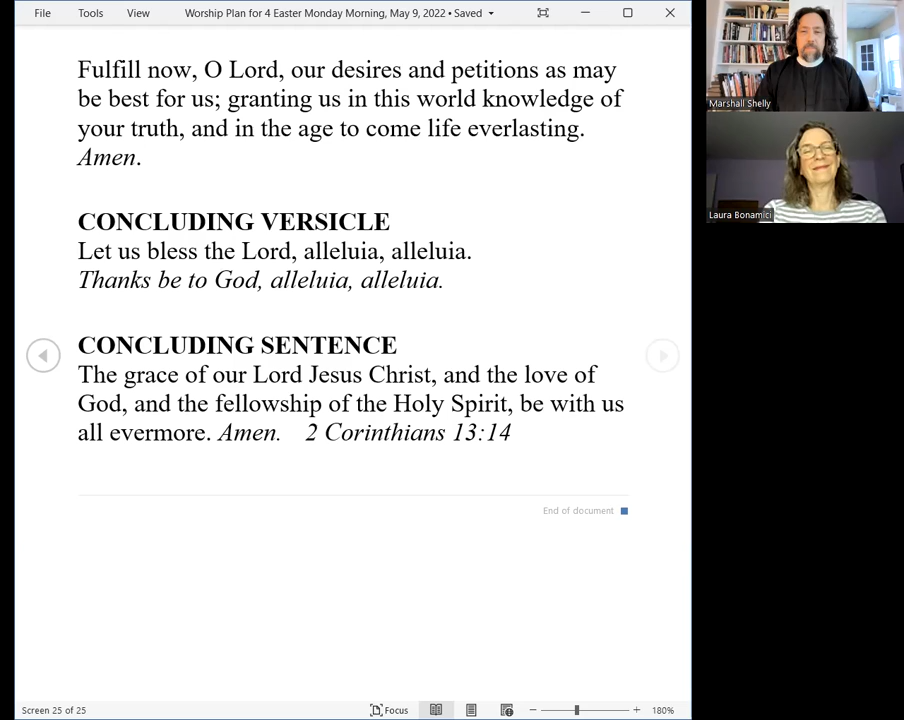 File Tools View Worship Plan for 4 Easter Monday Morning, May 9, 2022 • Saved
Fulfill now, O Lord, our desires and petitions as may
be best for us; granting us in this world knowledge of
your truth, and in the age to come life everlasting.
Amen.
CONCLUDING VERSICLE
Let us bless the Lord, alleluia, alleluia.
Thanks be to God, alleluia, alleluia.
CONCLUDING SENTENCE
The grace of our Lord Jesus Christ, and the love of
God, and the fellowship of the Holy Spirit, be with us
all evermore. Amen. 2 Corinthians 13:14
End of document
Screen 25 of 25 Focus 180%
Marshall Shelly
Laura Bonamici